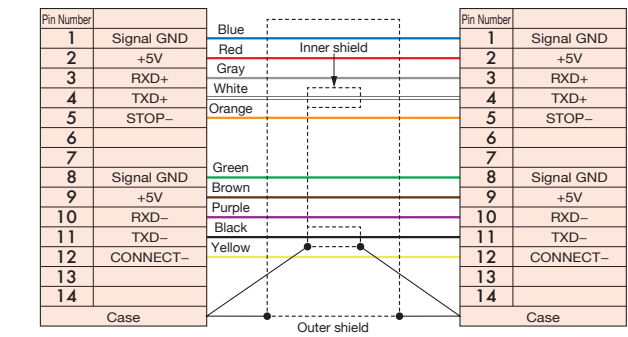 Pin Number Pin Number
1 Signal GND Blue 1 Signal GND
2 +5V Red Inner shield 2 +5V
3 RXD+ Gray 3 RXD+
4 TXD+ White 4 TXD+
5 STOP− Orange 5 STOP−
6 6
7 7
8 Signal GND Green 8 Signal GND
9 +5V Brown 9 +5V
10 RXD− Purple 10 RXD−
11 TXD− Black 11 TXD−
12 CONNECT− Yellow 12 CONNECT−
13 13
14 14
Case Outer shield Case